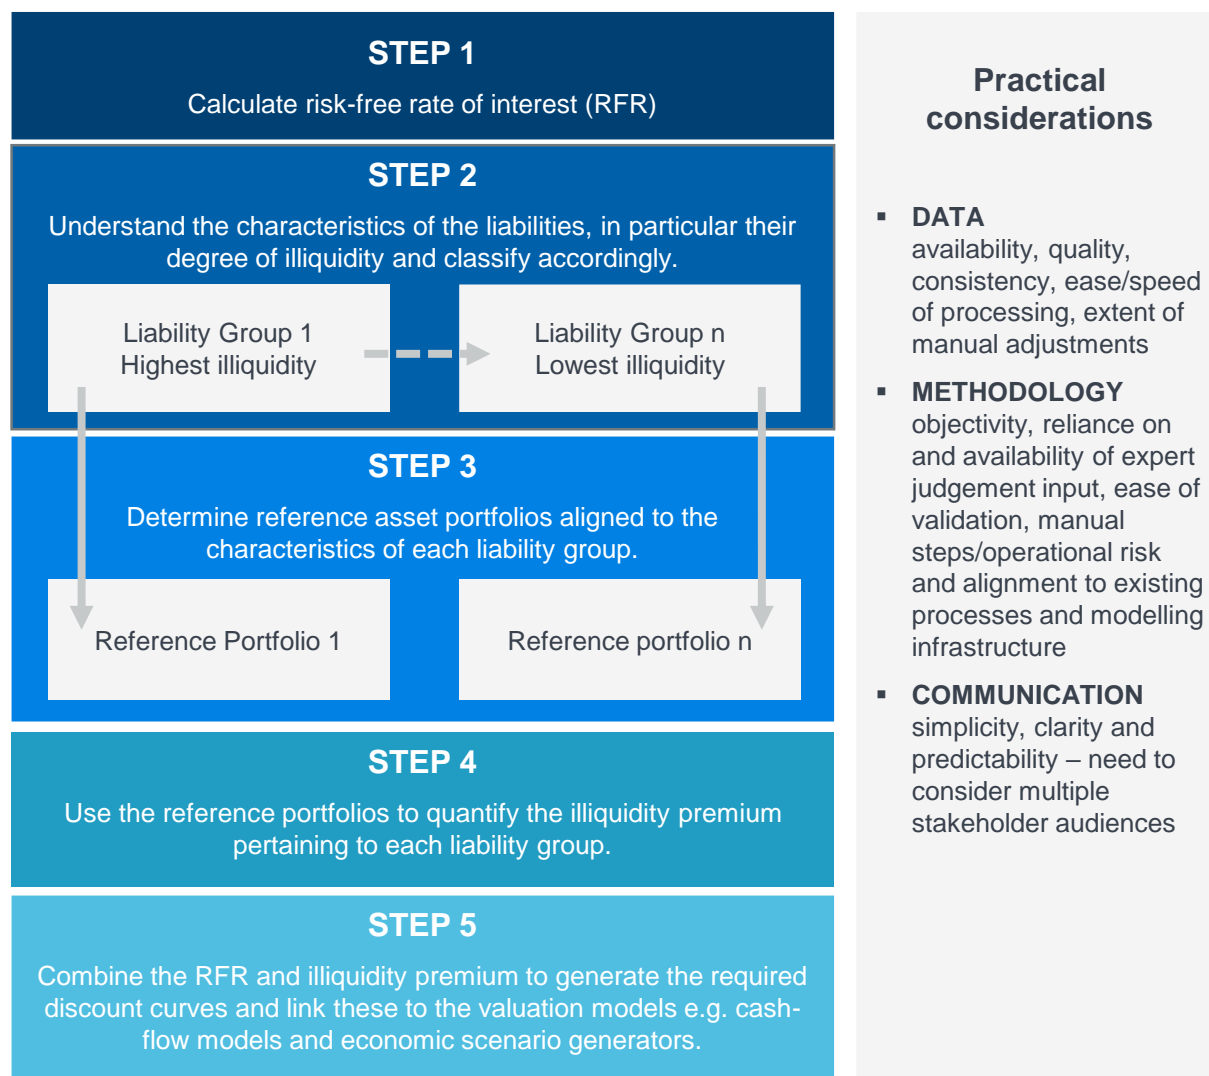 STEP 1
Calculate risk-free rate of interest (RFR)
STEP 2
Understand the characteristics of the liabilities, in particular their
degree of illiquidity and classify accordingly.
Liability Group 1
Highest illiquidity
Liability Group n
Lowest illiquidity
STEP 3
Determine reference asset portfolios aligned to the
characteristics of each liability group.
Reference Portfolio 1
Reference portfolio n
STEP 4
Use the reference portfolios to quantify the illiquidity premium
pertaining to each liability group.
STEP 5
Combine the RFR and illiquidity premium to generate the required
discount curves and link these to the valuation models e.g. cash-
flow models and economic scenario generators.
Practical
considerations
▪ DATA
availability, quality,
consistency, ease/speed
of processing, extent of
manual adjustments
▪ METHODOLOGY
objectivity, reliance on
and availability of expert
judgement input, ease of
validation, manual
steps/operational risk
and alignment to existing
processes and modelling
infrastructure
▪ COMMUNICATION
simplicity, clarity and
predictability – need to
consider multiple
stakeholder audiences